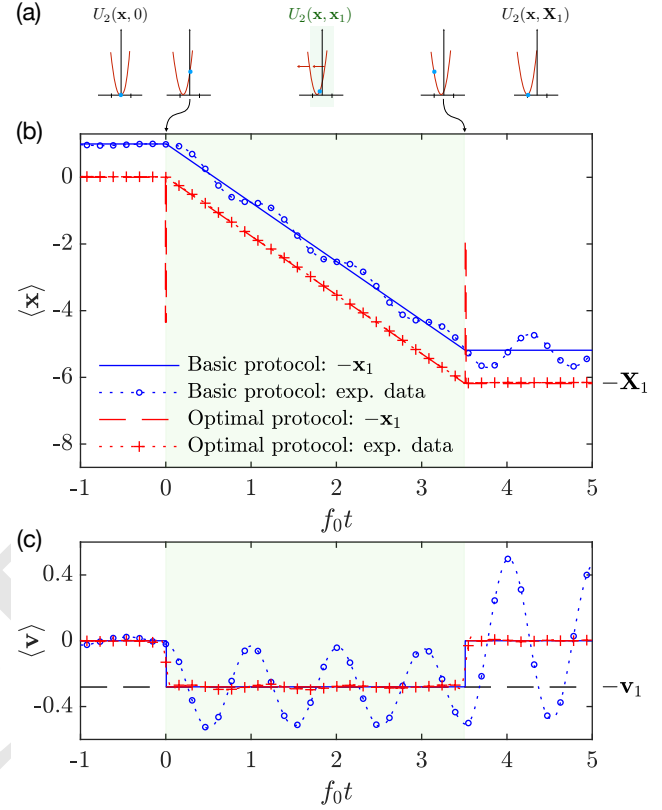 (a)
U₂(x, 0)
U₂(x, x₁)
U₂(x, X₁)
(b)
0
-2
-4
-6
-8
⟨x⟩
Basic protocol: −x₁
Basic protocol: exp. data
Optimal protocol: −x₁
Optimal protocol: exp. data
−X₁
-1 0 1 2 3 4 5
f₀t
(c)
0.4
0
-0.4
⟨v⟩
−v₁
-1 0 1 2 3 4 5
f₀t